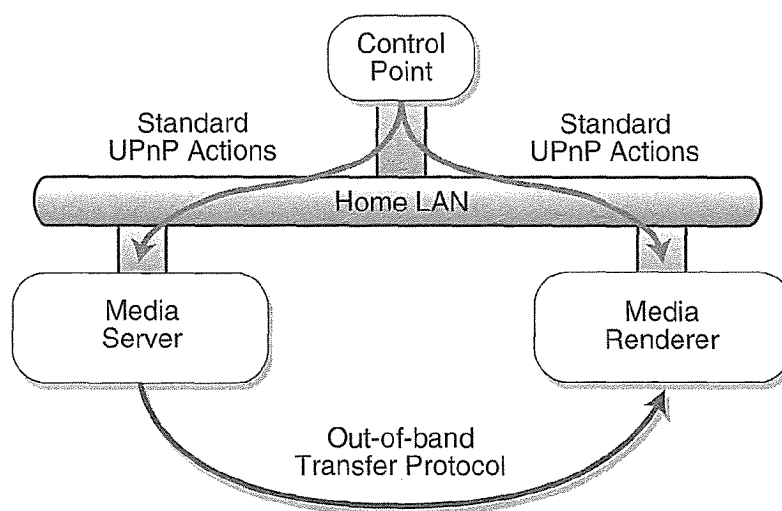 Control
Point
Standard
UPnP Actions
Standard
UPnP Actions
Home LAN
Media
Server
Media
Renderer
Out-of-band
Transfer Protocol